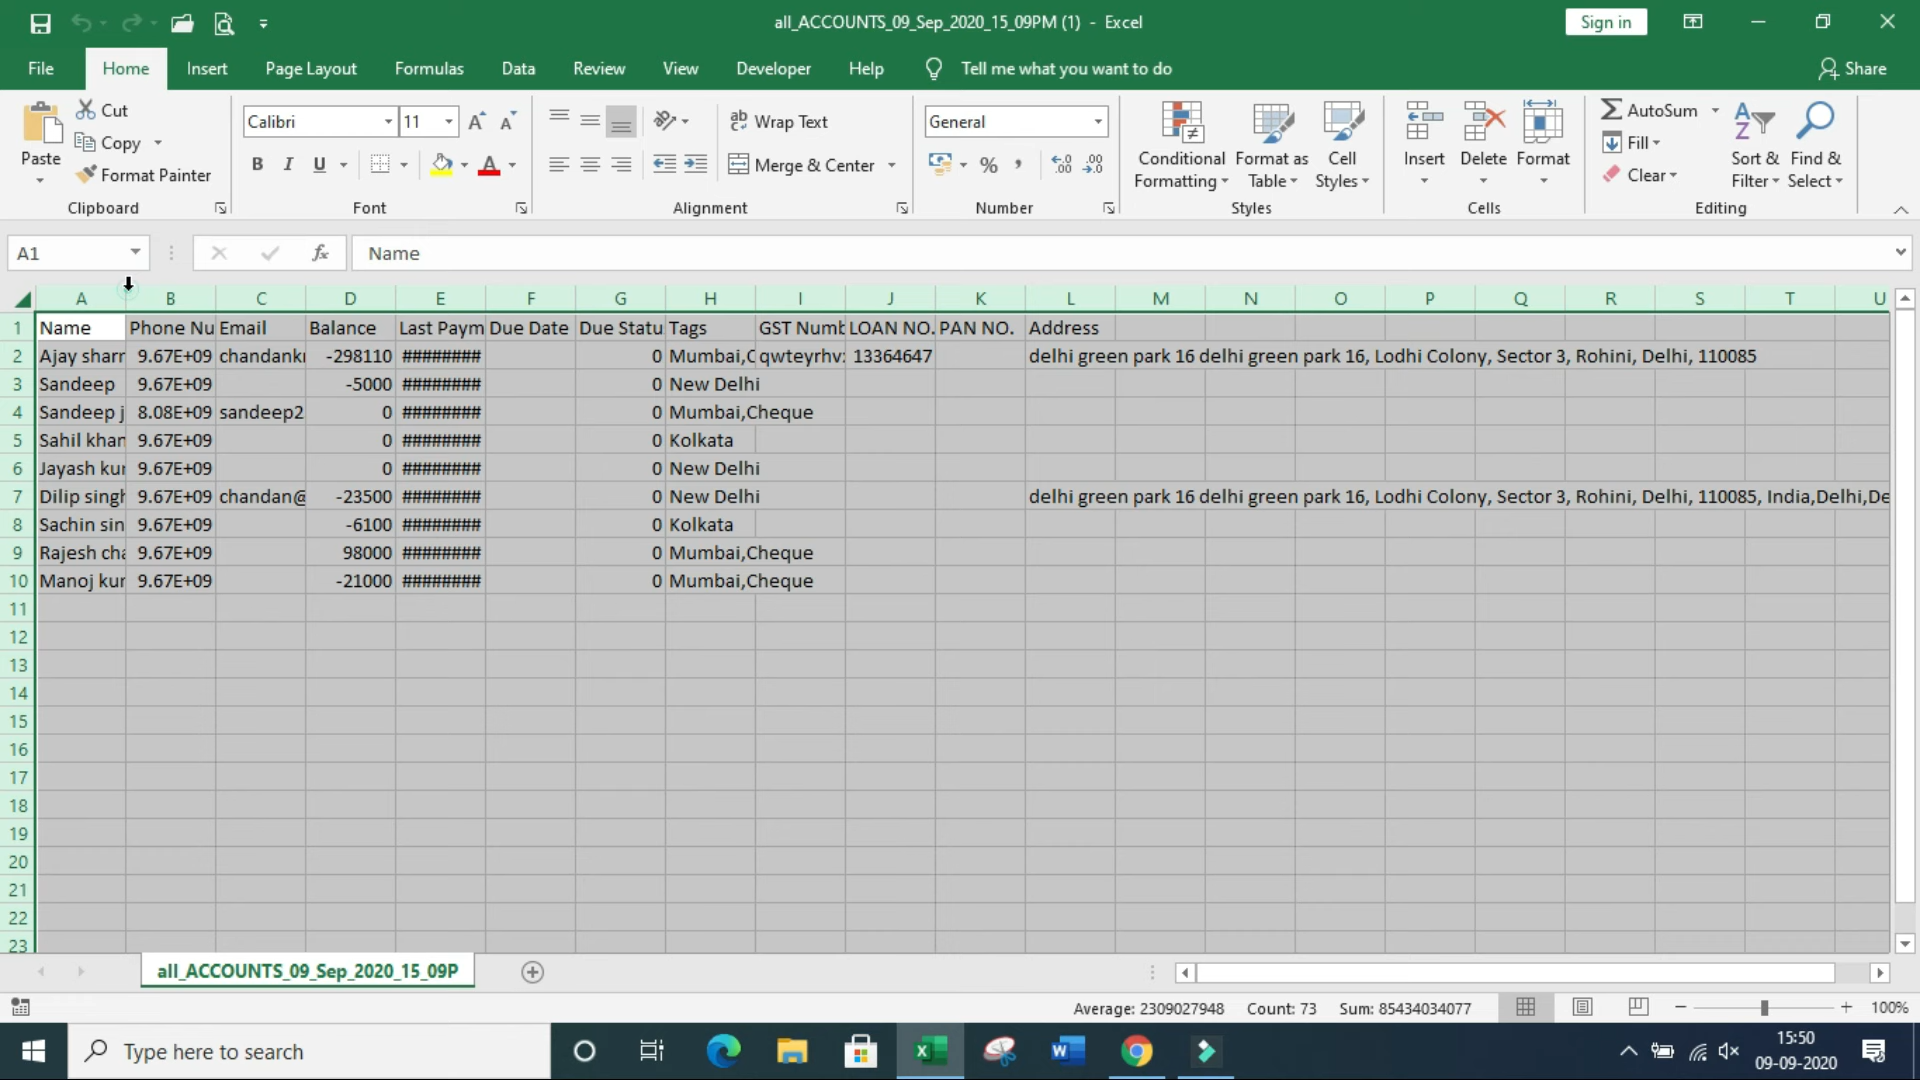 all_ACCOUNTS_09_Sep_2020_15_09PM (1) - Excel
Sign in
File Home Insert Page Layout Formulas Data Review View Developer Help Tell me what you want to do Share
Paste
Cut
Copy
Format Painter
Clipboard
Calibri 11
B I U
Font
Wrap Text
Merge & Center
Alignment
General
% ,
Number
Conditional Formatting
Format as Table
Cell Styles
Styles
Insert Delete Format
Cells
AutoSum
Fill
Clear
Sort & Filter
Find & Select
Editing
A1 fx Name
A B C D E F G H I J K L M N O P Q R S T U
1 Name Phone Nu Email Balance Last Paym Due Date Due Statu Tags GST Numb LOAN NO. PAN NO. Address
2 Ajay sharr 9.67E+09 chandankı -298110 ######## 0 Mumbai,C qwteyrhv: 13364647 delhi green park 16 delhi green park 16, Lodhi Colony, Sector 3, Rohini, Delhi, 110085
3 Sandeep 9.67E+09 -5000 ######## 0 New Delhi
4 Sandeep j 8.08E+09 sandeep2 0 ######## 0 Mumbai,Cheque
5 Sahil khan 9.67E+09 0 ######## 0 Kolkata
6 Jayash kur 9.67E+09 0 ######## 0 New Delhi
7 Dilip singh 9.67E+09 chandan@ -23500 ######## 0 New Delhi delhi green park 16 delhi green park 16, Lodhi Colony, Sector 3, Rohini, Delhi, 110085, India,Delhi,De
8 Sachin sin 9.67E+09 -6100 ######## 0 Kolkata
9 Rajesh cha 9.67E+09 98000 ######## 0 Mumbai,Cheque
10 Manoj kur 9.67E+09 -21000 ######## 0 Mumbai,Cheque
11
12
13
14
15
16
17
18
19
20
21
22
23
all_ACCOUNTS_09_Sep_2020_15_09P
Average: 2309027948 Count: 73 Sum: 85434034077 100%
Type here to search
15:50
09-09-2020